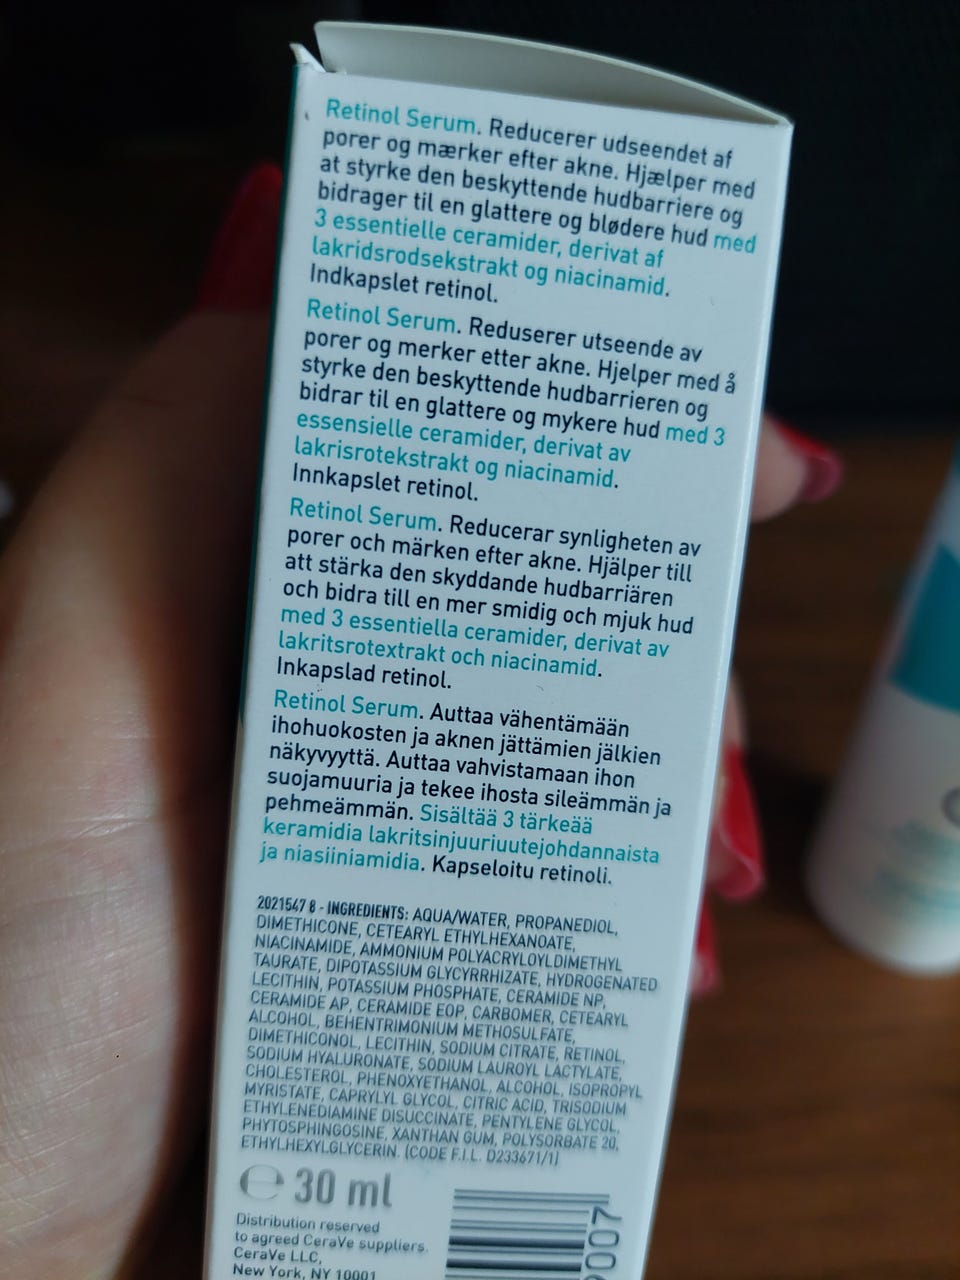 Retinol Serum. Reducerer udseendet af
porer og mærker efter akne. Hjælper med
at styrke den beskyttende hudbarriere og
bidrager til en glattere og blødere hud med
3 essentielle ceramider, derivat af
lakridsrodsekstrakt og niacinamid.
Indkapslet retinol.
Retinol Serum. Reduserer utseende av
porer og merker etter akne. Hjelper med å
styrke den beskyttende hudbarrieren og
bidrar til en glattere og mykere hud med 3
essensielle ceramider, derivat av
lakrisrotekstrakt og niacinamid.
Innkapslet retinol.
Retinol Serum. Reducerar synligheten av
porer och märken efter akne. Hjälper till
att stärka den skyddande hudbarriären
och bidra till en mer smidig och mjuk hud
med 3 essentiella ceramider, derivat av
lakritsrotextrakt och niacinamid.
Inkapslad retinol.
Retinol Serum. Auttaa vähentämään
ihohuokosten ja aknen jättämien jälkien
näkyvyyttä. Auttaa vahvistamaan ihon
suojamuuria ja tekee ihosta sileämmän ja
pehmeämmän. Sisältää 3 tärkeää
keramidia lakritsinjuuriuutejohdannaista
ja niasiiniamidia. Kapseloitu retinoli.
2021547 8 - INGREDIENTS: AQUA/WATER, PROPANEDIOL,
DIMETHICONE, CETEARYL ETHYLHEXANOATE,
NIACINAMIDE, AMMONIUM POLYACRYLOYLDIMETHYL
TAURATE, DIPOTASSIUM GLYCYRRHIZATE, HYDROGENATED
LECITHIN, POTASSIUM PHOSPHATE, CERAMIDE NP,
CERAMIDE AP, CERAMIDE EOP, CARBOMER, CETEARYL
ALCOHOL, BEHENTRIMONIUM METHOSULFATE,
DIMETHICONOL, LECITHIN, SODIUM CITRATE, RETINOL,
SODIUM HYALURONATE, SODIUM LAUROYL LACTYLATE,
CHOLESTEROL, PHENOXYETHANOL, ALCOHOL, ISOPROPYL
MYRISTATE, CAPRYLYL GLYCOL, CITRIC ACID, TRISODIUM
ETHYLENEDIAMINE DISUCCINATE, PENTYLENE GLYCOL,
PHYTOSPHINGOSINE, XANTHAN GUM, POLYSORBATE 20,
ETHYLHEXYLGLYCERIN. (CODE F.I.L. D233671/1)
℮ 30 ml
Distribution reserved
to agreed CeraVe suppliers.
CeraVe LLC,
New York, NY 10001